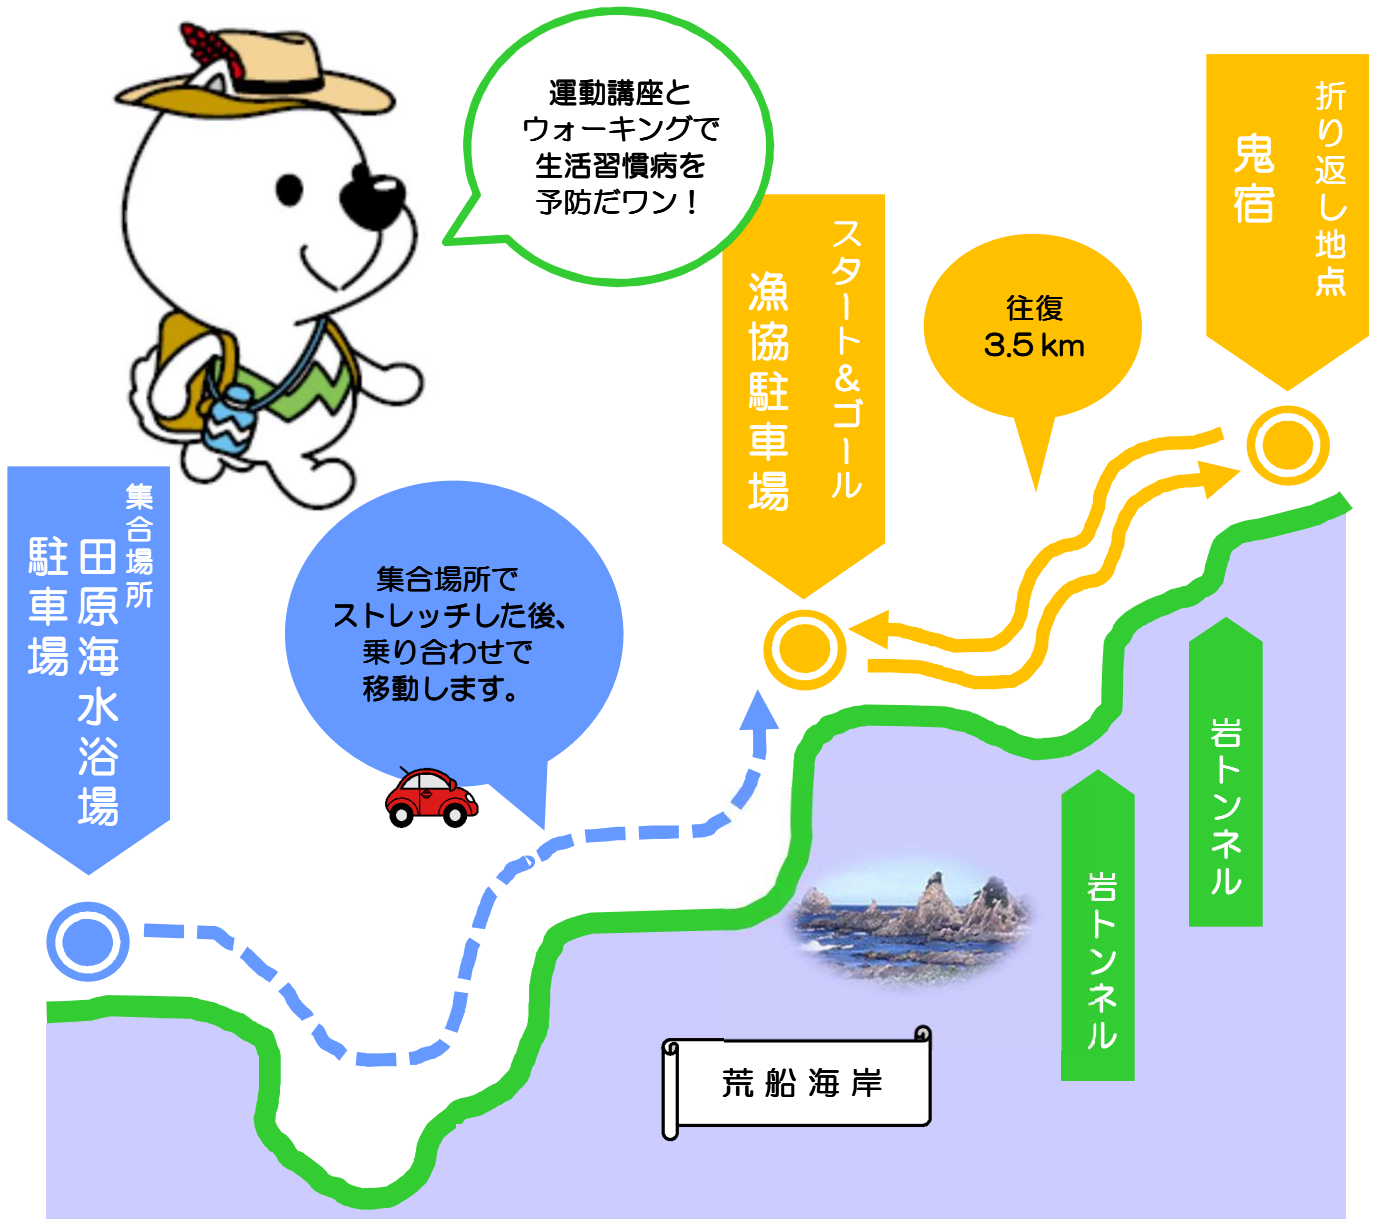 運動講座と
ウォーキングで
生活習慣病を
予防だワン！
折り返し地点
鬼宿
スタート＆ゴール
漁協駐車場
往復
3.5 km
集合場所
田原海水浴場
駐車場
集合場所で
ストレッチした後、
乗り合わせで
移動します。
岩トンネル
岩トンネル
荒船海岸